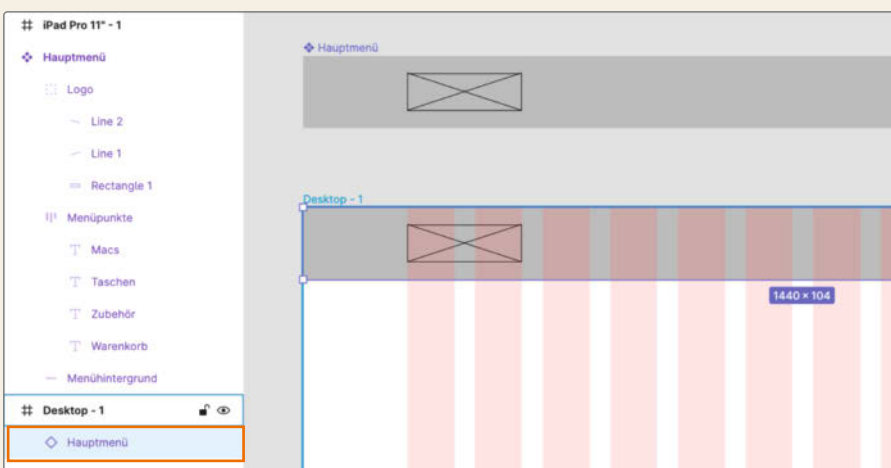 iPad Pro 11" - 1
Hauptmenü
Logo
Line 2
Line 1
Rectangle 1
Menüpunkte
Macs
Taschen
Zubehör
Warenkorb
Menühintergrund
Desktop - 1
Hauptmenü
Hauptmenü
Desktop - 1
1440 × 104